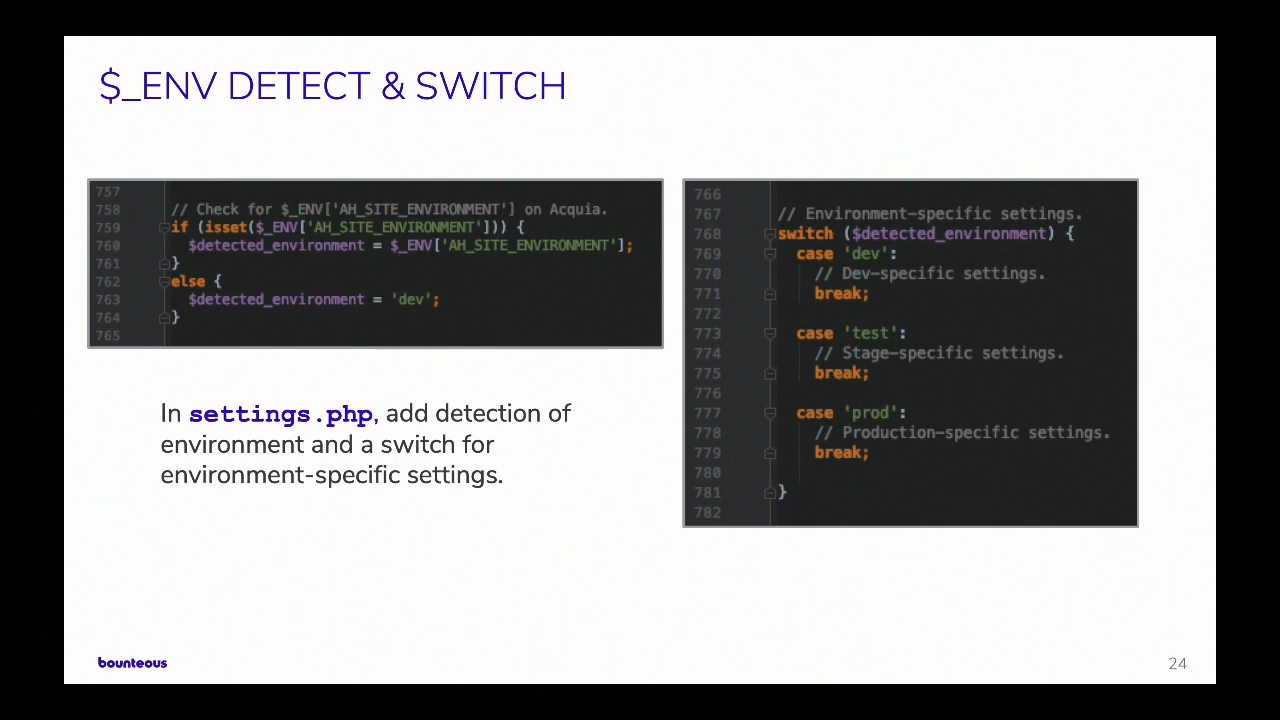 $_ENV DETECT & SWITCH
757
758 // Check for $_ENV['AH_SITE_ENVIRONMENT'] on Acquia.
759 if (isset($_ENV['AH_SITE_ENVIRONMENT'])) {
760 $detected_environment = $_ENV['AH_SITE_ENVIRONMENT'];
761 }
762 else {
763 $detected_environment = 'dev';
764 }
765
In settings.php, add detection of
environment and a switch for
environment-specific settings.
766
767 // Environment-specific settings.
768 switch ($detected_environment) {
769 case 'dev':
770 // Dev-specific settings.
771 break;
772
773 case 'test':
774 // Stage-specific settings.
775 break;
776
777 case 'prod':
778 // Production-specific settings.
779 break;
780
781 }
782
bounteous
24